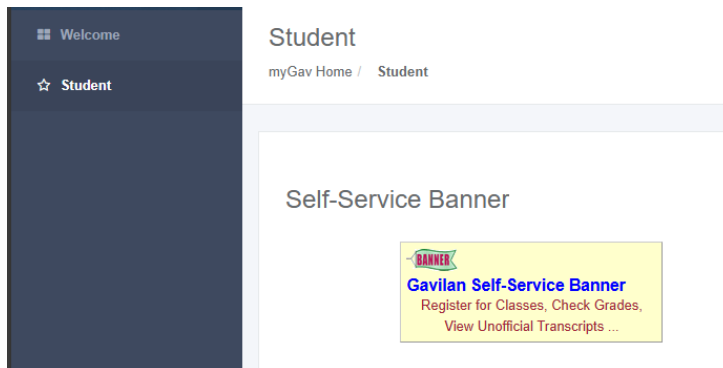 Welcome
Student
Student
myGav Home / Student
Self-Service Banner
BANNER
Gavilan Self-Service Banner
Register for Classes, Check Grades,
View Unofficial Transcripts ...